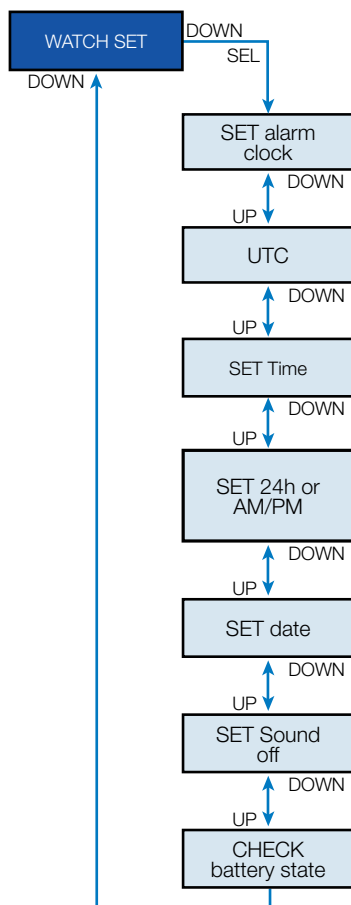 WATCH SET
DOWN
SEL
DOWN
SET alarm
clock
DOWN
UP
UTC
DOWN
UP
SET Time
DOWN
UP
SET 24h or
AM/PM
DOWN
UP
SET date
DOWN
UP
SET Sound
off
DOWN
UP
CHECK
battery state